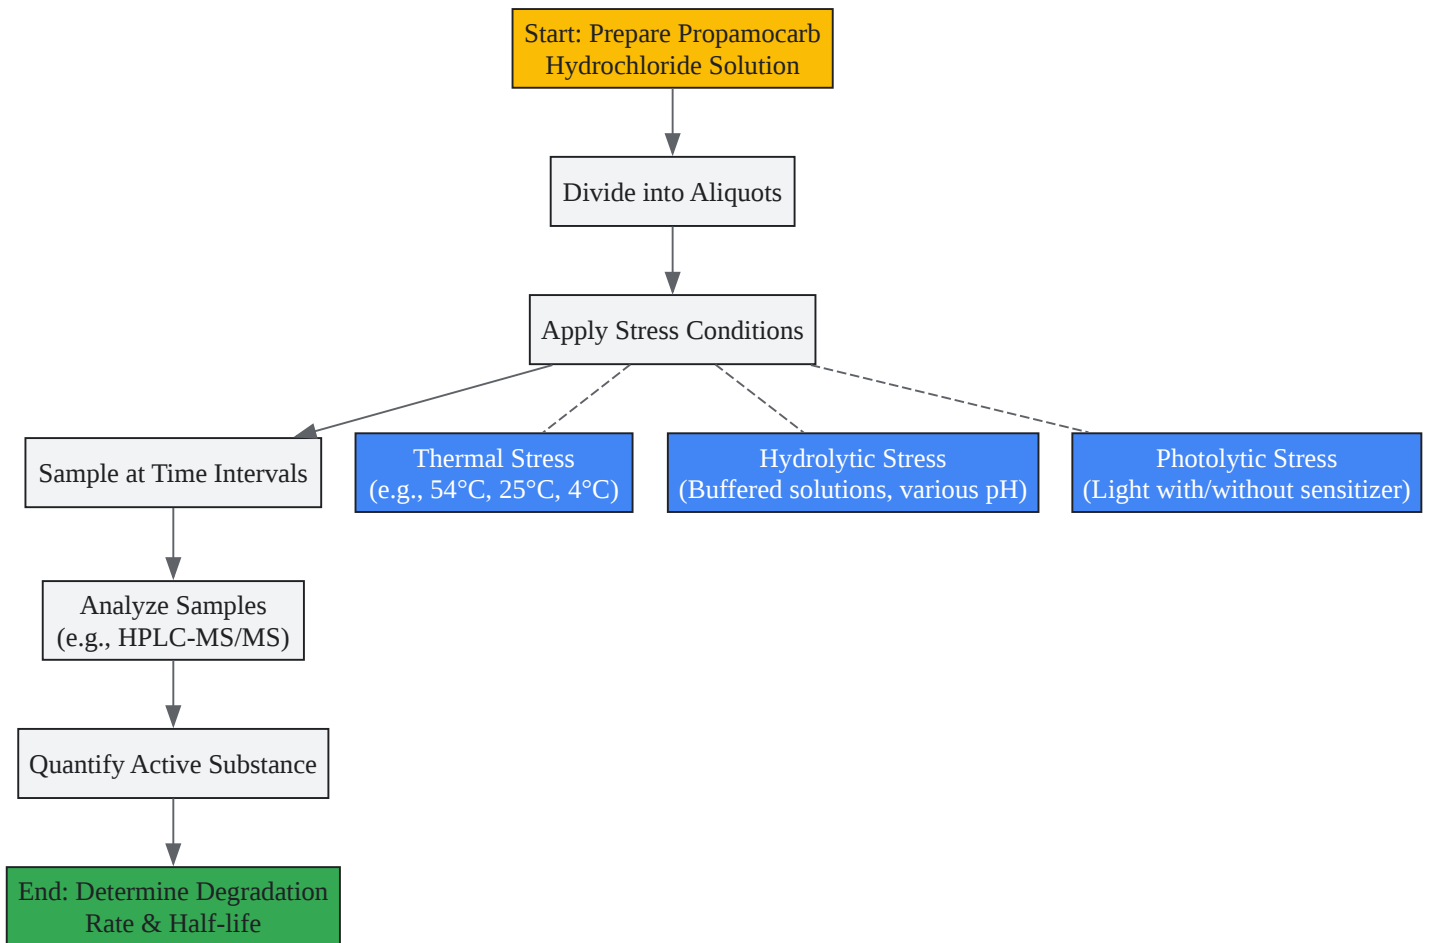 Start: Prepare Propamocarb
Hydrochloride Solution
Divide into Aliquots
Apply Stress Conditions
Sample at Time Intervals
Thermal Stress
(e.g., 54°C, 25°C, 4°C)
Hydrolytic Stress
(Buffered solutions, various pH)
Photolytic Stress
(Light with/without sensitizer)
Analyze Samples
(e.g., HPLC-MS/MS)
Quantify Active Substance
End: Determine Degradation
Rate & Half-life